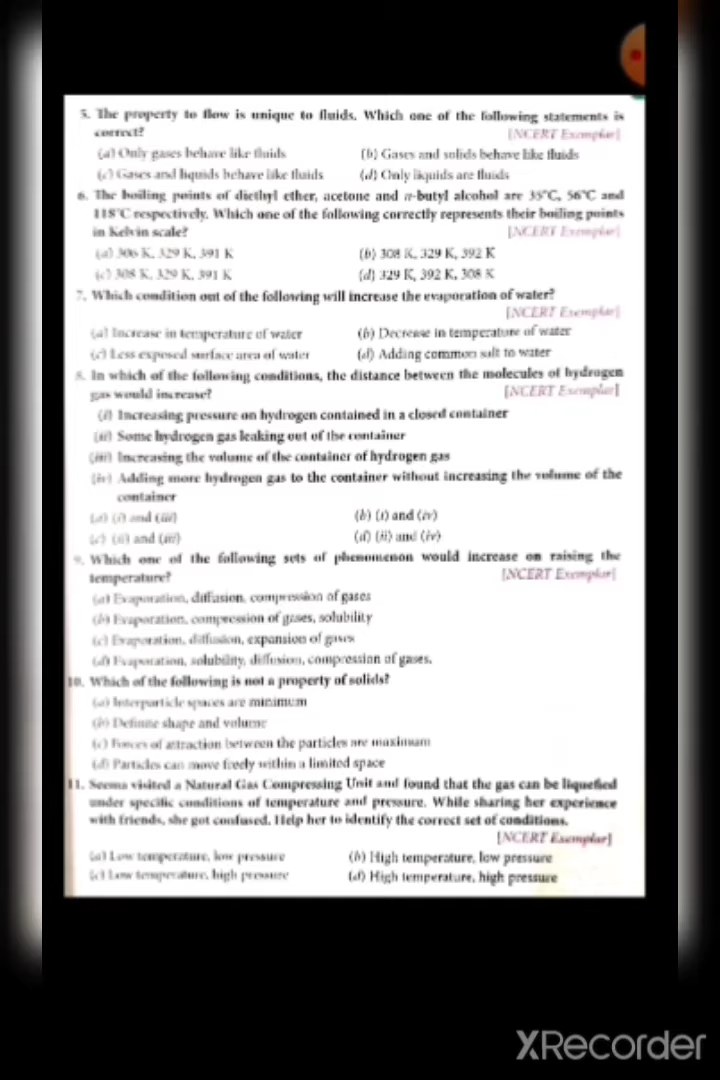 5. The property to flow is unique to fluids. Which one of the following statements is
correct? [NCERT Exemplar]
(a) Only gases behave like fluids (b) Gases and solids behave like fluids
(c) Gases and liquids behave like fluids (d) Only liquids are fluids
6. The boiling points of diethyl ether, acetone and n-butyl alcohol are 35°C, 56°C and
118°C respectively. Which one of the following correctly represents their boiling points
in Kelvin scale? [NCERT Exemplar]
(a) 306 K, 329 K, 391 K (b) 308 K, 329 K, 392 K
(c) 308 K, 329 K, 391 K (d) 329 K, 392 K, 308 K
7. Which condition out of the following will increase the evaporation of water?
[NCERT Exemplar]
(a) Increase in temperature of water (b) Decrease in temperature of water
(c) Less exposed surface area of water (d) Adding common salt to water
8. In which of the following conditions, the distance between the molecules of hydrogen
gas would increase? [NCERT Exemplar]
(i) Increasing pressure on hydrogen contained in a closed container
(ii) Some hydrogen gas leaking out of the container
(iii) Increasing the volume of the container of hydrogen gas
(iv) Adding more hydrogen gas to the container without increasing the volume of the
container
(a) (i) and (iii) (b) (i) and (iv)
(c) (ii) and (iii) (d) (ii) and (iv)
9. Which one of the following sets of phenomenon would increase on raising the
temperature? [NCERT Exemplar]
(a) Evaporation, diffusion, compression of gases
(b) Evaporation, compression of gases, solubility
(c) Evaporation, diffusion, expansion of gases
(d) Evaporation, solubility, diffusion, compression of gases.
10. Which of the following is not a property of solids?
(a) Interparticle spaces are minimum
(b) Definite shape and volume
(c) Forces of attraction between the particles are maximum
(d) Particles can move freely within a limited space
11. Seema visited a Natural Gas Compressing Unit and found that the gas can be liquefied
under specific conditions of temperature and pressure. While sharing her experience
with friends, she got confused. Help her to identify the correct set of conditions.
[NCERT Exemplar]
(a) Low temperature, low pressure (b) High temperature, low pressure
(c) Low temperature, high pressure (d) High temperature, high pressure
XRecorder